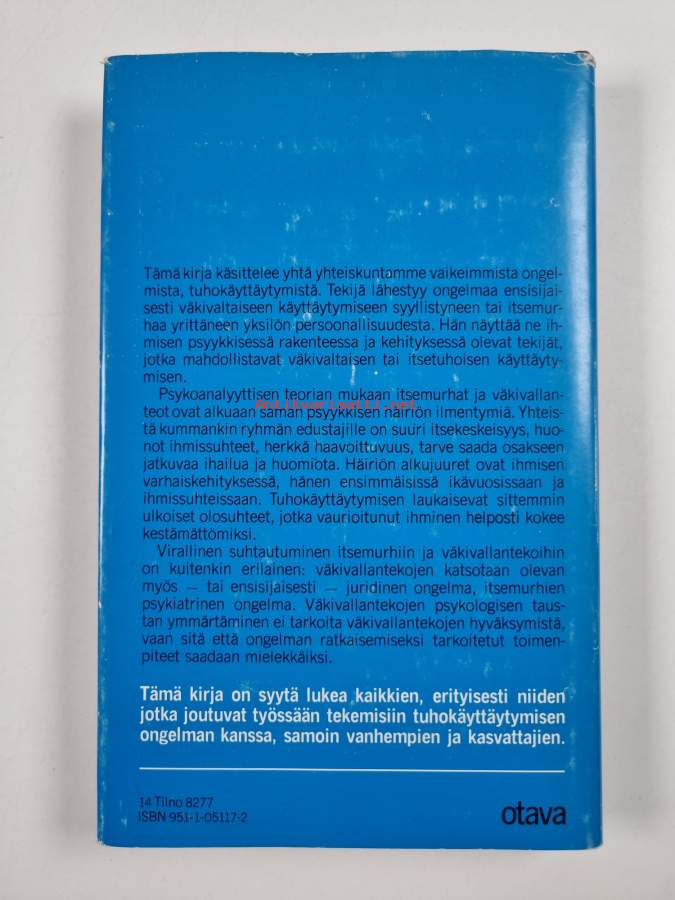 Tämä kirja käsittelee yhtä yhteiskuntamme vaikeimmista ongel-
mista, tuhokäyttäytymistä. Tekijä lähestyy ongelmaa ensisijai-
sesti väkivaltaiseen käyttäytymiseen syyllistyneen tai itsemur-
haa yrittäneen yksilön persoonallisuudesta. Hän näyttää ne ih-
misen psyykkisessä rakenteessa ja kehityksessä olevat tekijät,
jotka mahdollistavat väkivaltaisen tai itsetuhoisen käyttäyty-
misen.
Psykoanalyyttisen teorian mukaan itsemurhat ja väkivallan-
teot ovat alkuaan saman psyykkisen häiriön ilmentymiä. Yhteis-
tä kummankin ryhmän edustajille on suuri itsekeskeisyys, huo-
not ihmissuhteet, herkkä haavoittuvuus, tarve saada osakseen
jatkuvaa ihailua ja huomiota. Häiriön alkujuuret ovat ihmisen
varhaiskehityksessä, hänen ensimmäisissä ikävuosissaan ja
ihmissuhteissaan. Tuhokäyttäytymisen laukaisevat sittemmin
ulkoiset olosuhteet, jotka vaurioitunut ihminen helposti kokee
kestämättömiksi.
Virallinen suhtautuminen itsemurhiin ja väkivallantekoihin
on kuitenkin erilainen: väkivallantekojen katsotaan olevan
myös — tai ensisijaisesti — juridinen ongelma, itsemurhien
psykiatrinen ongelma. Väkivallantekojen psykologisen taus-
tan ymmärtäminen ei tarkoita väkivallantekojen hyväksymistä,
vaan sitä että ongelman ratkaisemiseksi tarkoitetut toimen-
piteet saadaan mielekkäiksi.
Tämä kirja on syytä lukea kaikkien, erityisesti niiden
jotka joutuvat työssään tekemisiin tuhokäyttäytymisen
ongelman kanssa, samoin vanhempien ja kasvattajien.
14 Tilno 8277
ISBN 951-1-05117-2
otava
Antikvariaatti.net